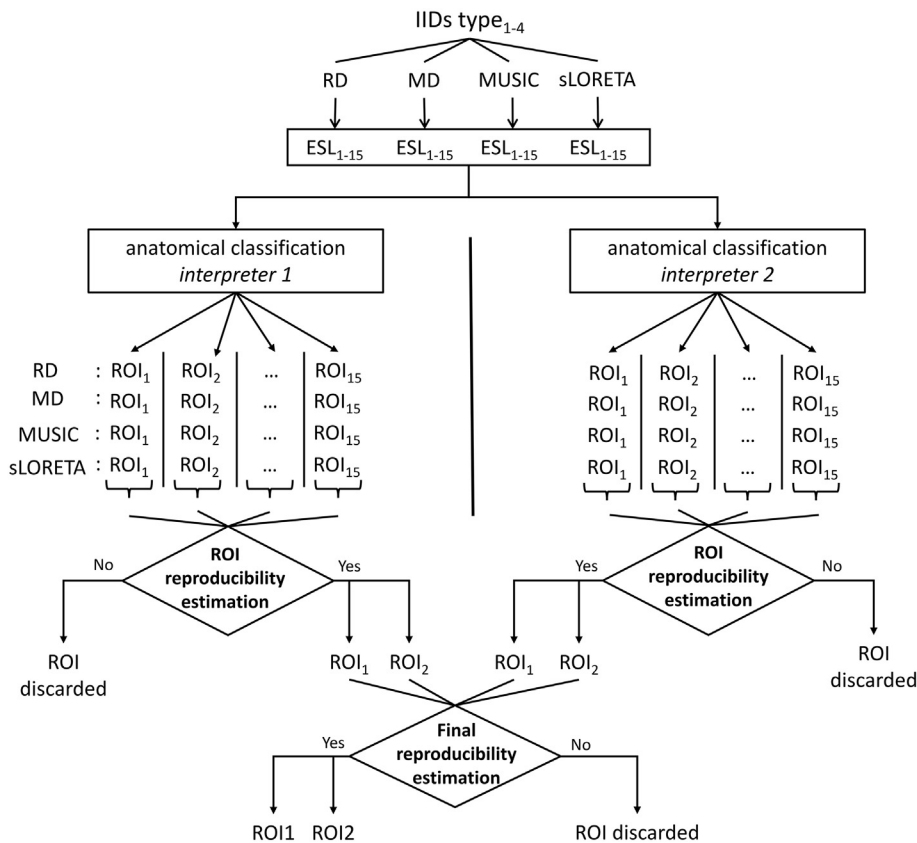 IIDs type1-4
RD MD MUSIC sLORETA
ESL1-15 ESL1-15 ESL1-15 ESL1-15
anatomical classification
interpreter 1
anatomical classification
interpreter 2
RD : ROI1 ROI2 ... ROI15
MD : ROI1 ROI2 ... ROI15
MUSIC : ROI1 ROI2 ... ROI15
sLORETA : ROI1 ROI2 ... ROI15
ROI1 ROI2 ... ROI15
ROI1 ROI2 ... ROI15
ROI1 ROI2 ... ROI15
ROI1 ROI2 ... ROI15
No
ROI
reproducibility
estimation
Yes
Yes
ROI
reproducibility
estimation
No
ROI
discarded
ROI1 ROI2
ROI1 ROI2
ROI
discarded
Yes
Final
reproducibility
estimation
No
ROI1 ROI2
ROI discarded